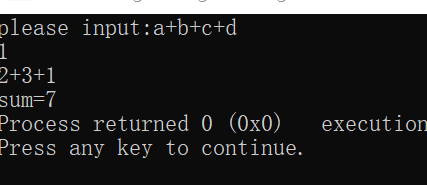 please input:a+b+c+d
1
2+3+1
sum=7
Process returned 0 (0x0)   execution
Press any key to continue.